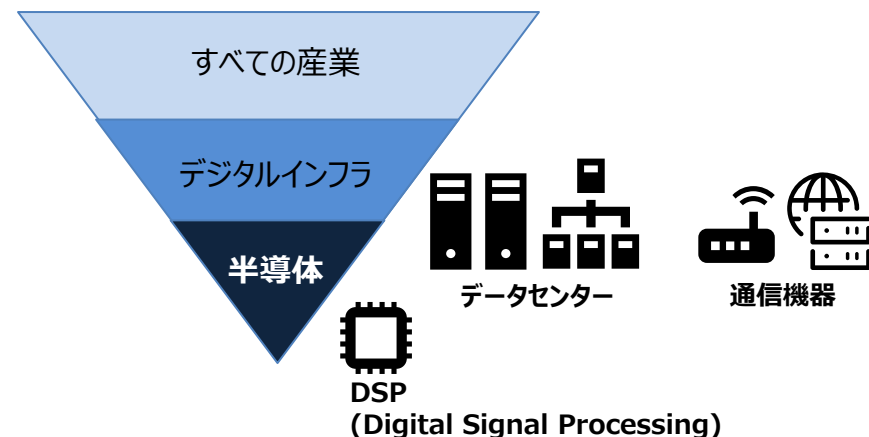 すべての産業
デジタルインフラ
半導体
データセンター
通信機器
DSP
(Digital Signal Processing)